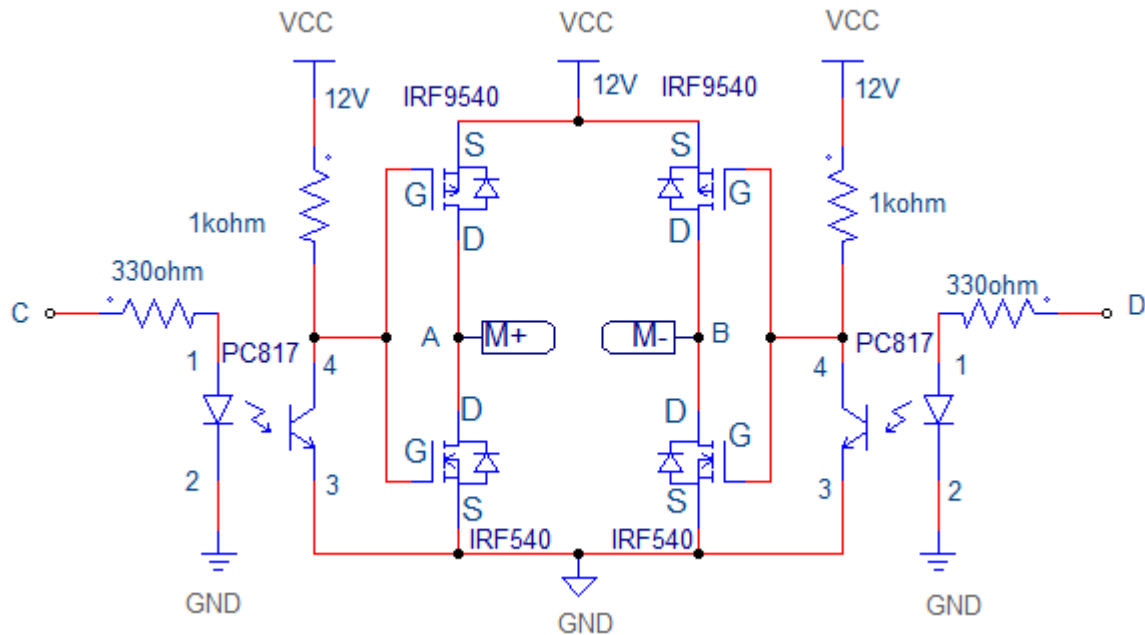 VCC
VCC
VCC
12V
IRF9540
12V
IRF9540
12V
S
S
G
G
1kohm
1kohm
D
D
330ohm
330ohm
C
A
M+
M-
B
D
1
PC817
4
PC817
4
1
D
D
G
G
2
3
3
2
S
S
IRF540
IRF540
GND
GND
GND